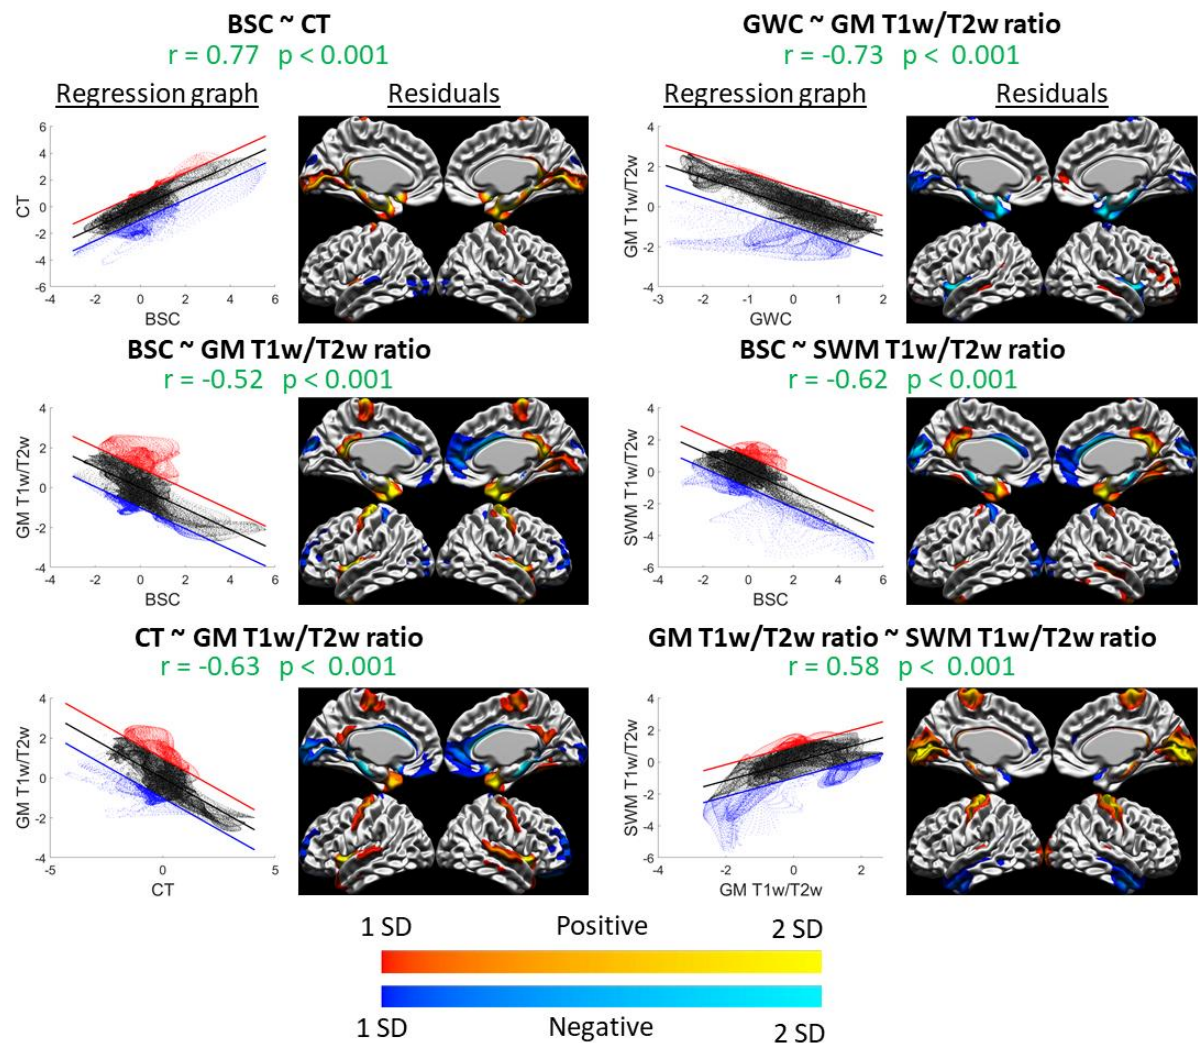 BSC ~ CT
r = 0.77 p < 0.001
Regression graph
Residuals
6
4
2
0
-2
-4
-6
CT
-4
-2
0
2
4
6
BSC
GWC ~ GM T1w/T2w ratio
r = -0.73 p < 0.001
Regression graph
Residuals
4
2
0
-2
-4
GM T1w/T2w
-3
-2
-1
0
1
2
GWC
BSC ~ GM T1w/T2w ratio
r = -0.52 p < 0.001
4
2
0
-2
-4
GM T1w/T2w
-4
-2
0
2
4
6
BSC
BSC ~ SWM T1w/T2w ratio
r = -0.62 p < 0.001
4
2
0
-2
-4
-6
SWM T1w/T2w
-4
-2
0
2
4
6
BSC
CT ~ GM T1w/T2w ratio
r = -0.63 p < 0.001
4
2
0
-2
-4
GM T1w/T2w
-5
0
5
CT
GM T1w/T2w ratio ~ SWM T1w/T2w ratio
r = 0.58 p < 0.001
4
2
0
-2
-4
-6
SWM T1w/T2w
-4
-2
0
2
GM T1w/T2w
1 SD Positive 2 SD
1 SD Negative 2 SD